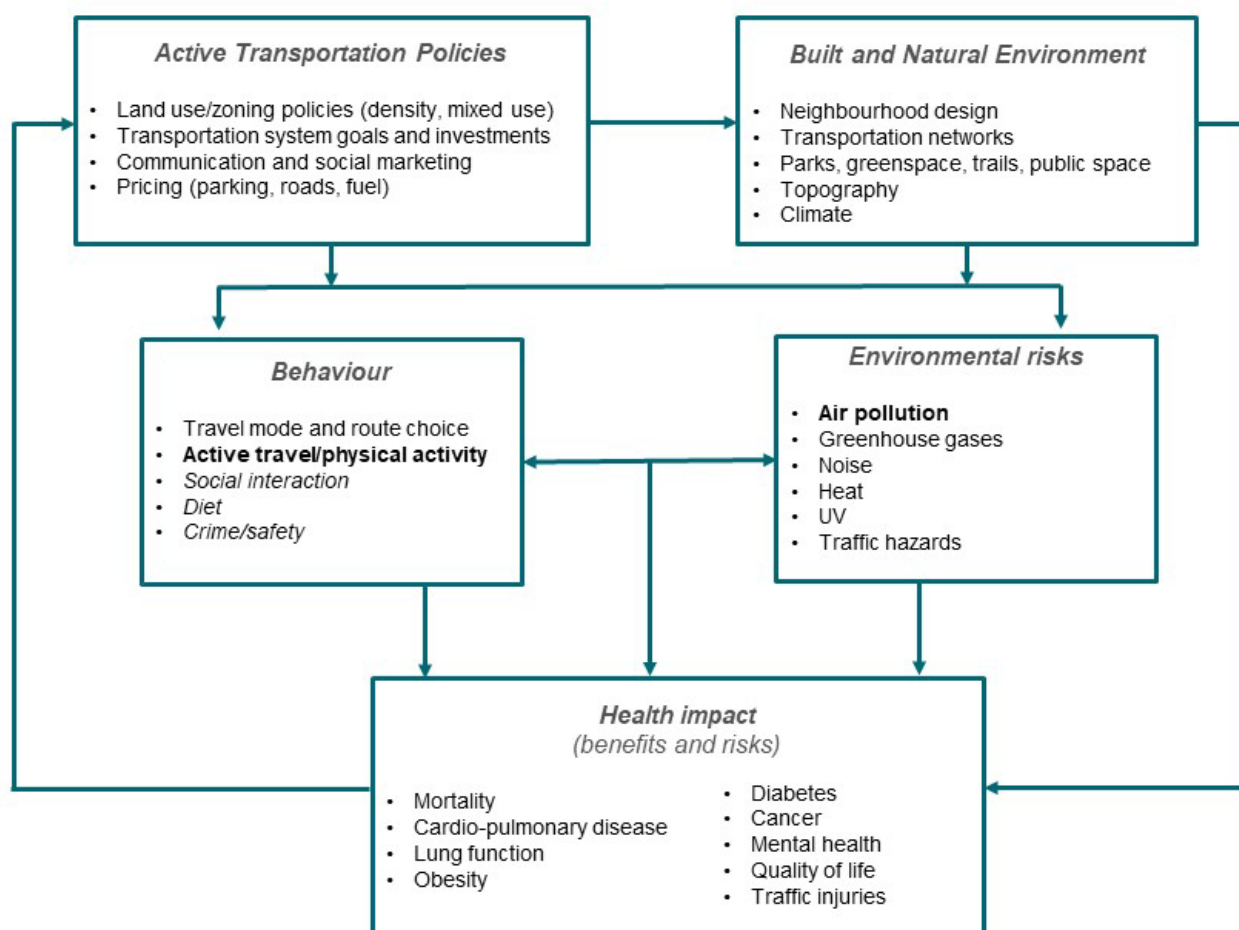 Active Transportation Policies
• Land use/zoning policies (density, mixed use)
• Transportation system goals and investments
• Communication and social marketing
• Pricing (parking, roads, fuel)
Built and Natural Environment
• Neighbourhood design
• Transportation networks
• Parks, greenspace, trails, public space
• Topography
• Climate
Behaviour
• Travel mode and route choice
• Active travel/physical activity
• Social interaction
• Diet
• Crime/safety
Environmental risks
• Air pollution
• Greenhouse gases
• Noise
• Heat
• UV
• Traffic hazards
Health impact
(benefits and risks)
• Mortality
• Cardio-pulmonary disease
• Lung function
• Obesity
• Diabetes
• Cancer
• Mental health
• Quality of life
• Traffic injuries